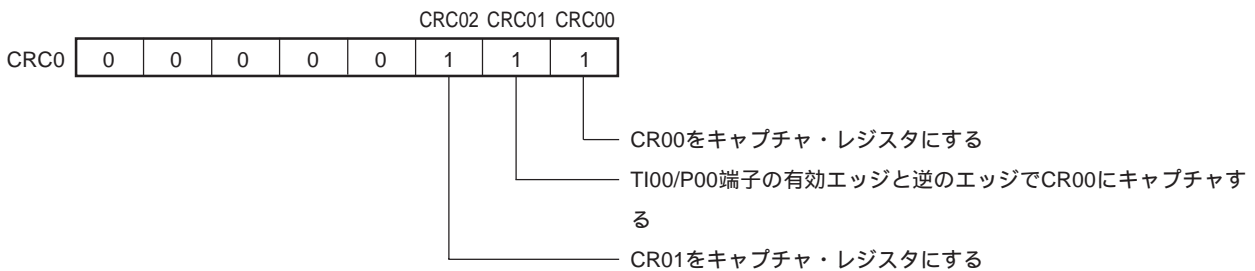 CRC02 CRC01 CRC00
CRC0 0 0 0 0 0 1 1 1
CR00をキャプチャ・レジスタにする
TI00/P00端子の有効エッジと逆のエッジでCR00にキャプチャす
る
CR01をキャプチャ・レジスタにする